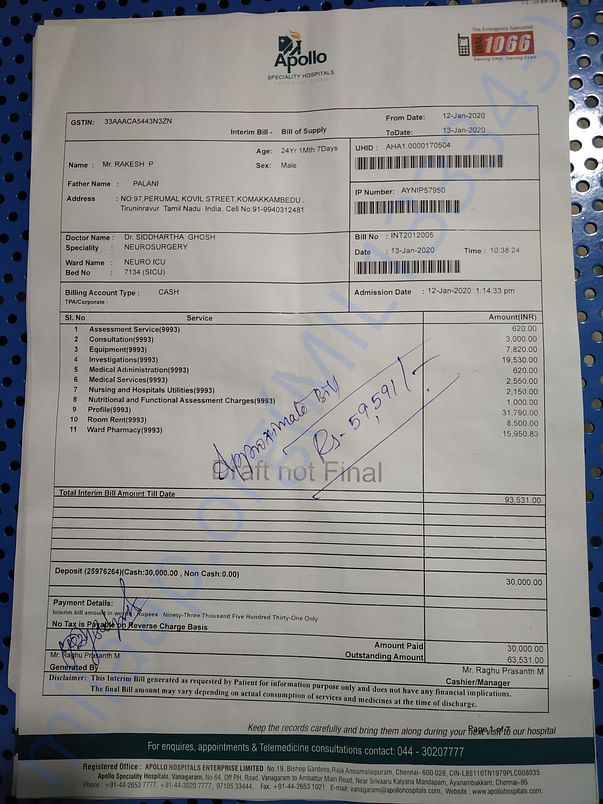 Apollo
SPECIALITY HOSPITALS
The Emergency Specialist
DIAL 1066
Saving time. Saving lives.
GSTIN: 33AAACA5443N3ZN
Interim Bill - Bill of Supply
From Date: 12-Jan-2020
ToDate: 13-Jan-2020
Age: 24Yr 1Mth 7Days
Name : Mr. RAKESH P
Sex: Male
Father Name : PALANI
Address : NO:97,PERUMAL KOVIL STREET,KOMAKKAMBEDU ,
Tiruninravur Tamil Nadu India, Cell No:91-9940312481
UHID : AHA1.0000170504
IP Number: AYNIP57950
Doctor Name : Dr. SIDDHARTHA GHOSH
Speciality : NEUROSURGERY
Ward Name : NEURO ICU
Bed No : 7134 (SICU)
Bill No : INT2012005
Date : 13-Jan-2020 Time : 10:38:24
Billing Account Type : CASH
TPA/Corporate :
Admission Date : 12-Jan-2020 1:14:33 pm
Sl. No Service Amount(INR)
1 Assessment Service(9993) 620.00
2 Consultation(9993) 3,000.00
3 Equipment(9993) 7,820.00
4 Investigations(9993) 19,530.00
5 Medical Administration(9993) 620.00
6 Medical Services(9993) 2,550.00
7 Nursing and Hospitals Utilities(9993) 2,150.00
8 Nutritional and Functional Assessment Charges(9993) 1,000.00
9 Profile(9993) 31,790.00
10 Room Rent(9993) 8,500.00
11 Ward Pharmacy(9993) 15,950.83
Approximate Bill
Rs- 59,591/-
Draft not Final
Total Interim Bill Amount Till Date 93,531.00
Deposit (25976264)(Cash:30,000.00 , Non Cash:0.00) 30,000.00
Payment Details:
Interim bill amount in words : Rupees Ninety-Three Thousand Five Hundred Thirty-One Only
No Tax is Payable on Reverse Charge Basis
Amount Paid 30,000.00
Outstanding Amount 63,531.00
Mr. Raghu Prasanth M
Generated By
Mr. Raghu Prasanth M
Cashier/Manager
Disclaimer: This Interim Bill generated as requested by Patient for information purpose only and does not have any financial implications.
The final Bill amount may vary depending on actual consumption of services and medicines at the time of discharge.
Page 1 of 7
Keep the records carefully and bring them along during your next visit to our hospital
For enquires, appointments & Telemedicine consultations contact: 044 - 30207777
Registered Office : APOLLO HOSPITALS ENTERPRISE LIMITED No.19, Bishop Gardens,Raja Annamalaipuram, Chennai- 600 028, CIN-L85110TN1979PLC008035
Apollo Speciality Hospitals, Vanagaram, No 64, Off PH. Road, Vanagaram to Ambattur Main Road, Near Srivaaru Kalyana Mandapam, Ayanambakkam, Chennai-95
Phone : +91-44-2653 7777, +91-44-3020 7777, 97105 33444, Fax: +91-44-2653 1021 E-mail: vanagaram@apollohospitals.com, Website : www.apollohospitals.com